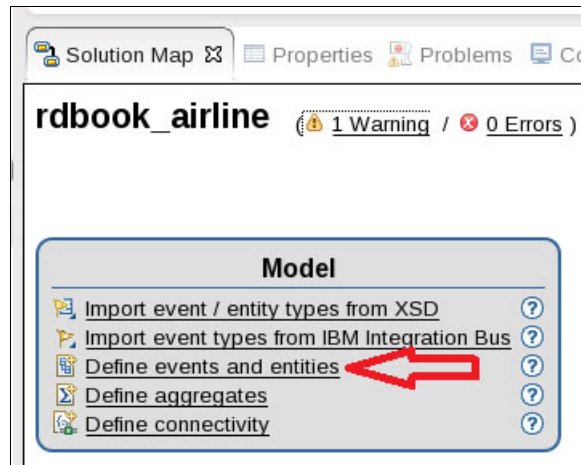 Solution Map Properties Problems
rdbook_airline ( 1 Warning / 0 Errors )
Model
Import event / entity types from XSD ?
Import event types from IBM Integration Bus ?
Define events and entities ?
Define aggregates ?
Define connectivity ?